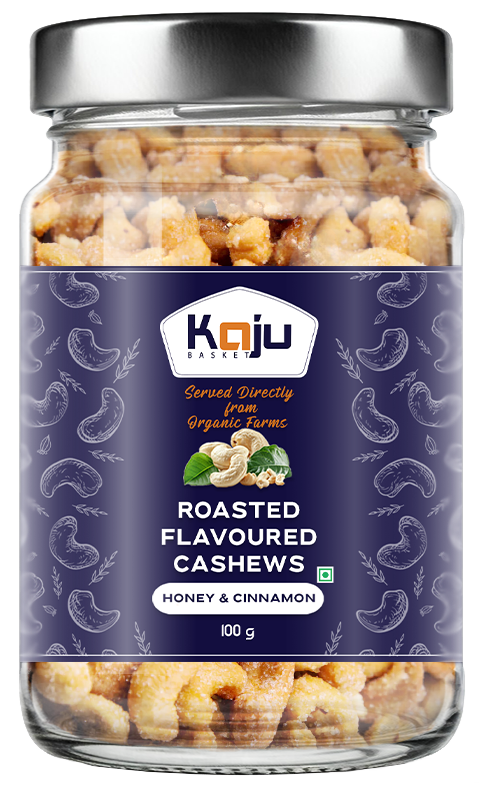 Kaju
BASKET
Served Directly
from
Organic Farms
ROASTED
FLAVOURED
CASHEWS
HONEY & CINNAMON
100 g